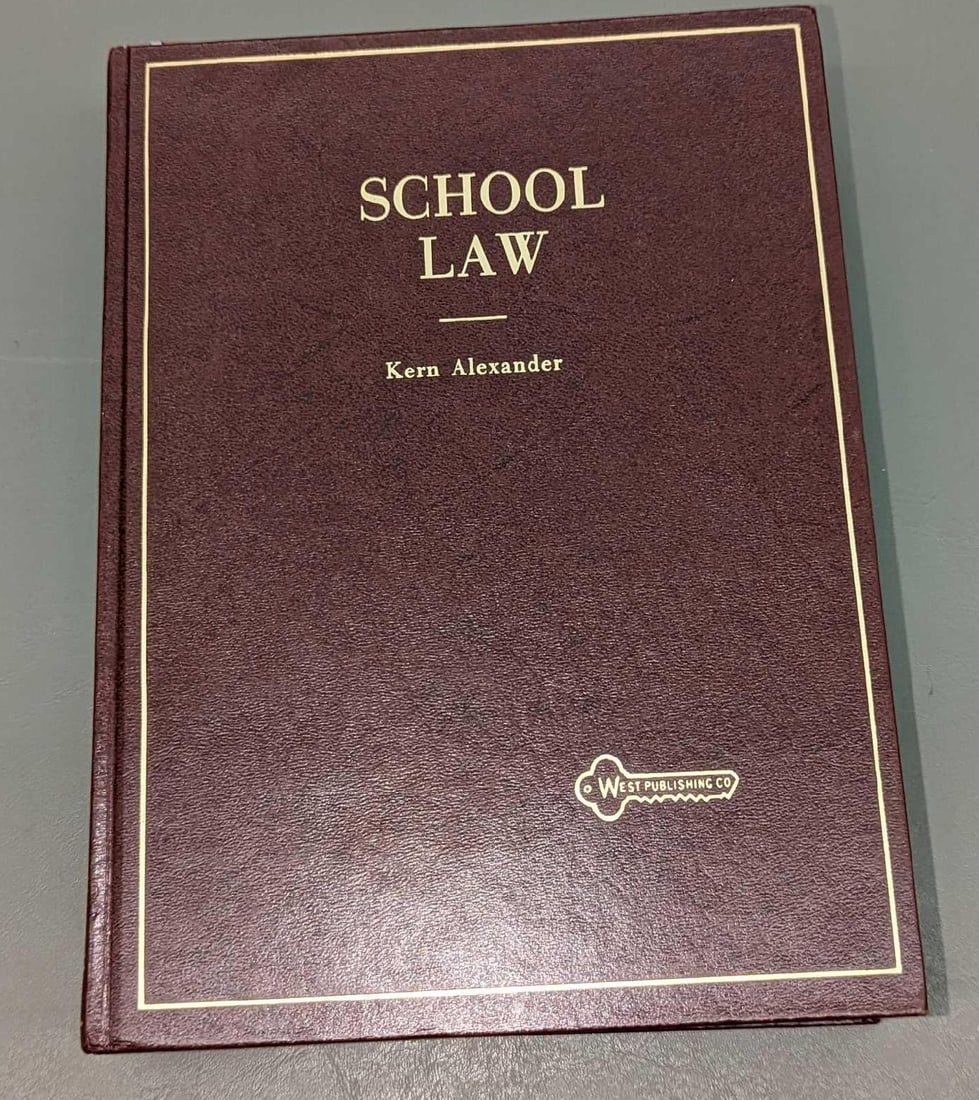 SCHOOL
LAW
Kern Alexander
WEST PUBLISHING CO